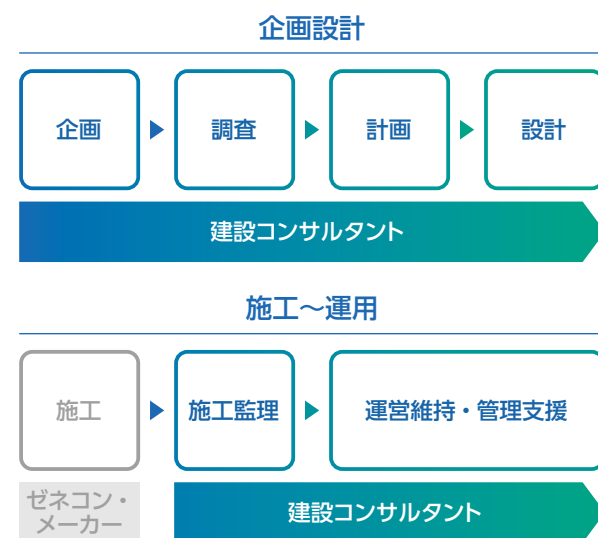 企画設計
企画
調査
計画
設計
建設コンサルタント
施工～運用
施工
施工監理
運営維持・管理支援
ゼネコン・
メーカー
建設コンサルタント